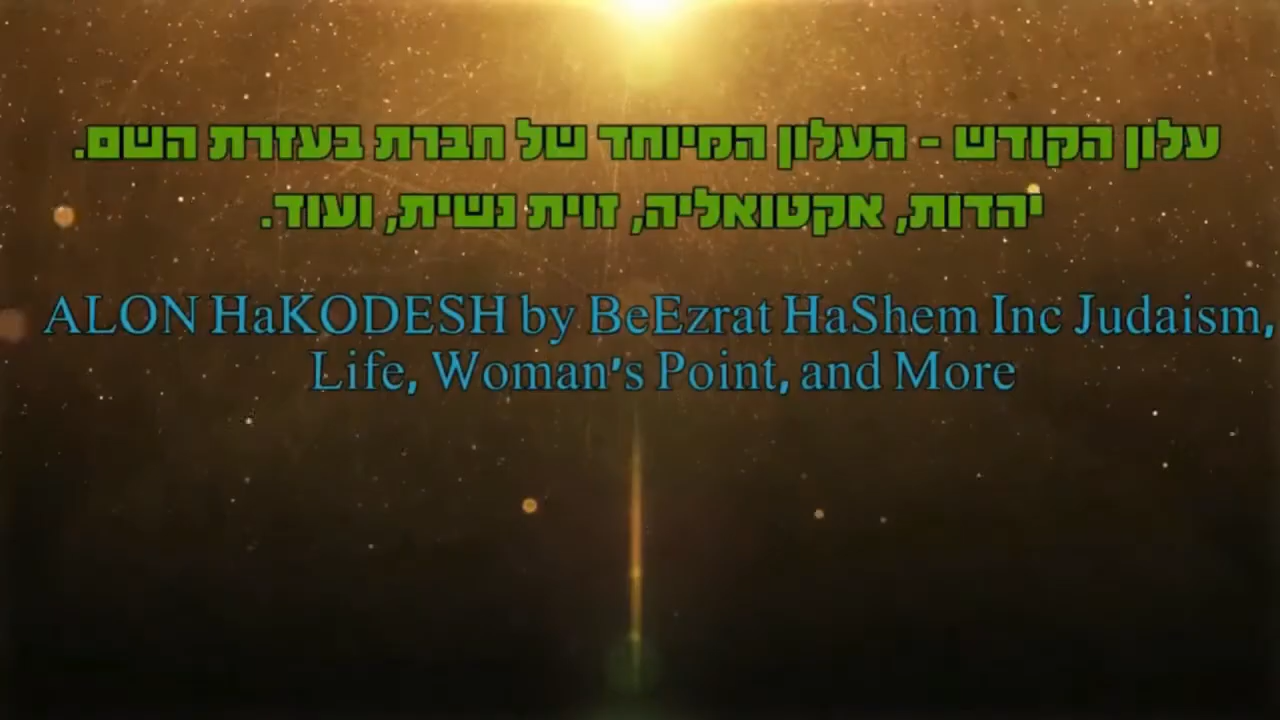 עלון הקודש - העלון המיוחד של חברת בעזרת השם.
יהדות, אקטואליה, זוית נשית, ועוד.
ALON HaKODESH by BeEzrat HaShem Inc Judaism,
Life, Woman's Point, and More